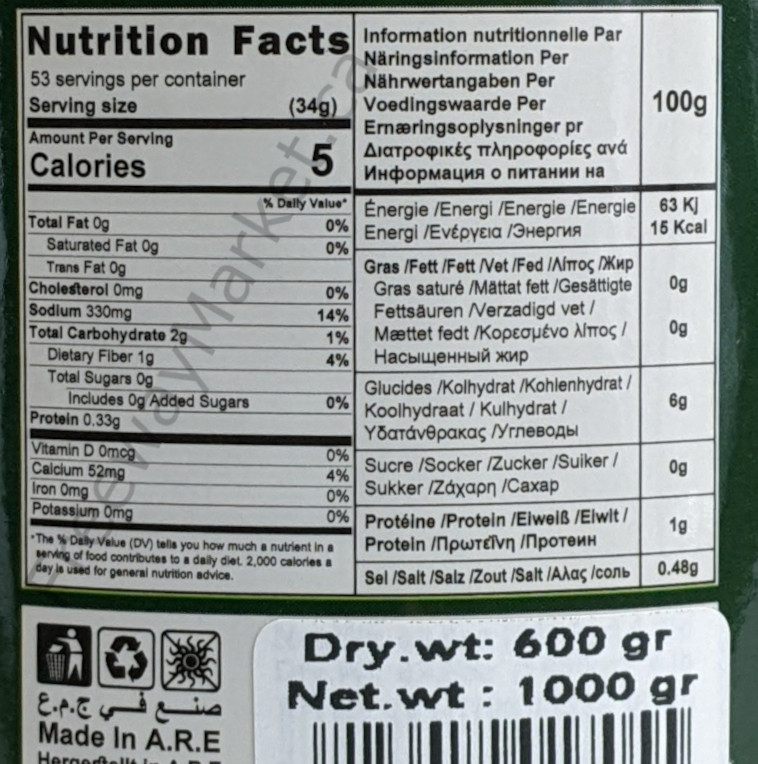 Nutrition Facts
53 servings per container
Serving size (34g)
Amount Per Serving
Calories 5
% Daily Value*
Total Fat 0g 0%
Saturated Fat 0g 0%
Trans Fat 0g
Cholesterol 0mg 0%
Sodium 330mg 14%
Total Carbohydrate 2g 1%
Dietary Fiber 1g 4%
Total Sugars 0g
Includes 0g Added Sugars 0%
Protein 0.33g
Vitamin D 0mcg 0%
Calcium 52mg 4%
Iron 0mg 0%
Potassium 0mg 0%
*The % Daily Value (DV) tells you how much a nutrient in a
serving of food contributes to a daily diet. 2,000 calories a
day is used for general nutrition advice.
Information nutritionnelle Par
Näringsinformation Per
Nährwertangaben Per
Voedingswaarde Per
Ernæringsoplysninger pr
Διατροφικές πληροφορίες ανά
Информация о питании на
100g
Énergie /Energi /Energie /Energie 63 Kj
Energi /Ενέργεια /Энергия 15 Kcal
Gras /Fett /Fett /Vet /Fed /Λίπος /Жир
Gras saturé /Mättat fett /Gesättigte 0g
Fettsäuren /Verzadigd vet /
Mættet fedt /Κορεσμένο λίπος / 0g
Насыщенный жир
Glucides /Kolhydrat /Kohlenhydrat /
Koolhydraat / Kulhydrat / 6g
Υδατάνθρακας /Углеводы
Sucre /Socker /Zucker /Suiker / 0g
Sukker /Ζάχαρη /Сахар
Protéine /Protein /Eiweiß /Eiwit / 1g
Protein /Πρωτεΐνη /Протеин
Sel /Salt /Salz /Zout /Salt /Αλας /соль 0.48g
صنع في ج.م.ع.
Made In A.R.E
Dry.wt: 600 gr
Net.wt : 1000 gr